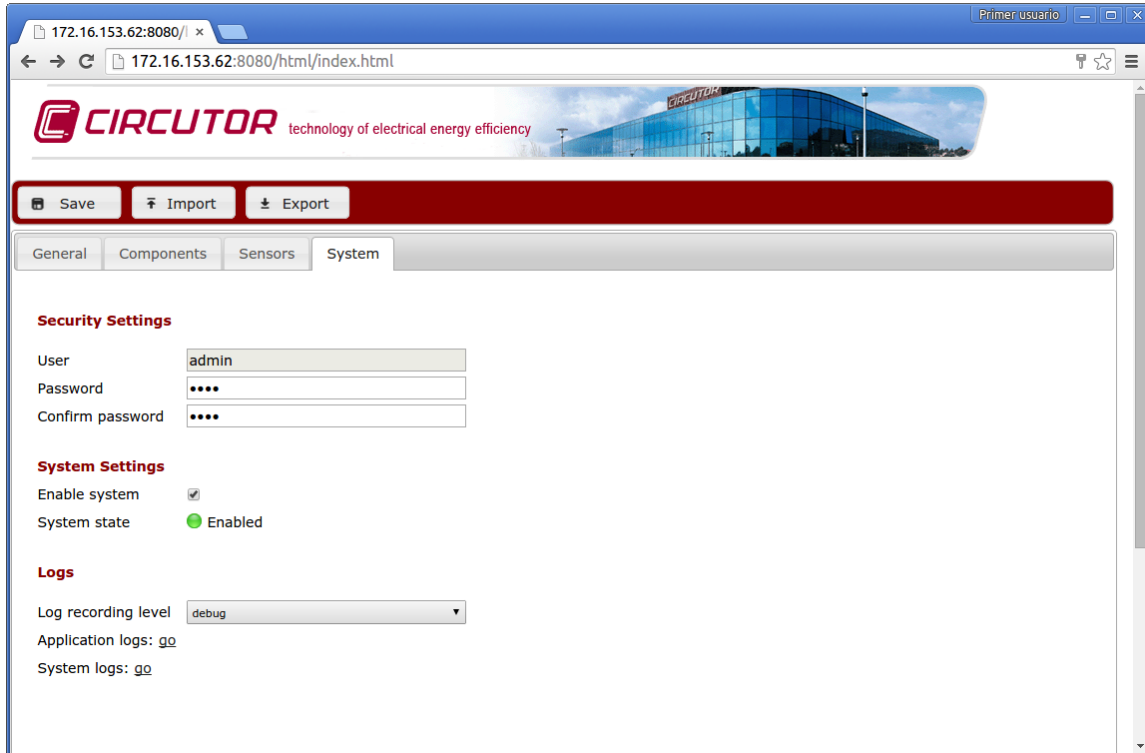 Primer usuario
172.16.153.62:8080/
172.16.153.62:8080/html/index.html
CIRCUTOR technology of electrical energy efficiency
CIRCUTOR
Save Import Export
General Components Sensors System
Security Settings
User admin
Password ••••
Confirm password ••••
System Settings
Enable system
System state Enabled
Logs
Log recording level debug
Application logs: go
System logs: go